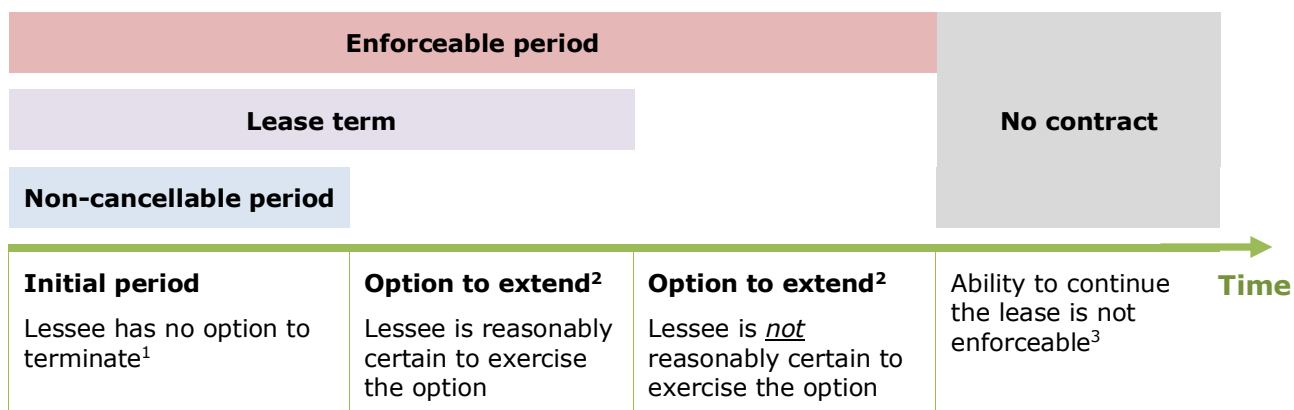 Enforceable period
Lease term
No contract
Non-cancellable period
Initial period
Lessee has no option to
terminate1
Option to extend2
Lessee is reasonably
certain to exercise
the option
Option to extend2
Lessee is not
reasonably certain to
exercise the option
Ability to continue
the lease is not
enforceable3
Time